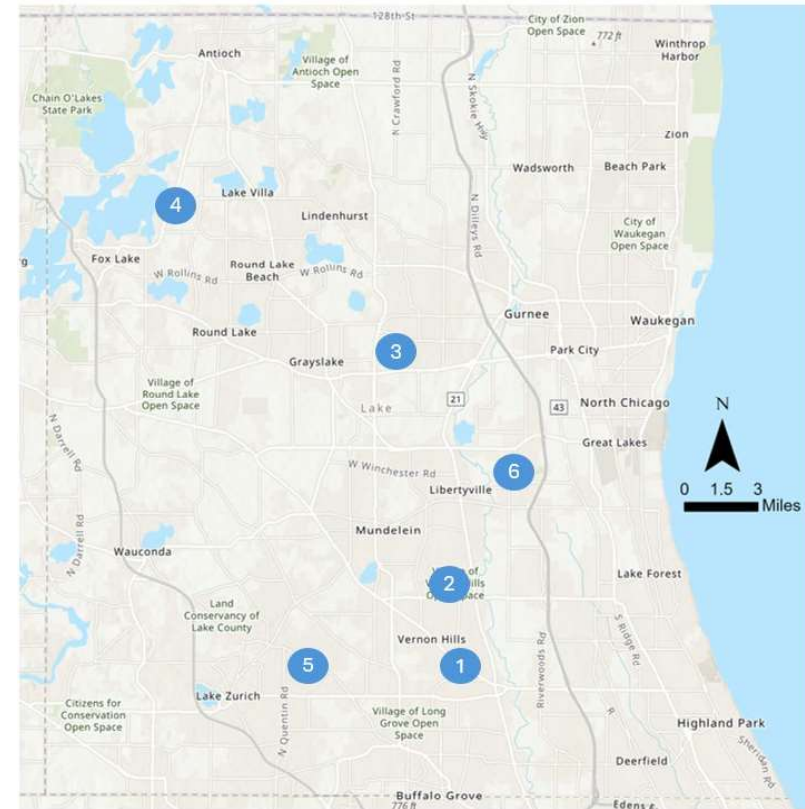 128th St
City of Zion
Open Space
772 ft
Winthrop
Harbor
Antioch
Village of
Antioch Open
Space
N Crawford Rd
N Skokie Hwy
Chain O'Lakes
State Park
Zion
Wadsworth
Beach Park
4
Lake Villa
Lindenhurst
N Dilleys Rd
City of
Waukegan
Open Space
Fox Lake
W Rollins Rd
Round Lake
Beach
W Rollins Rd
Gurnee
Waukegan
Round Lake
3
Grayslake
Park City
Village of
Round Lake
Open Space
Lake
21
43
North Chicago
N
Great Lakes
N Darrell Rd
W Winchester Rd
6
Libertyville
0 1.5 3
Miles
Mundelein
N Darrell Rd
Wauconda
2
Lake Forest
Land
Conservancy of
Lake County
S Ridge Rd
Vernon Hills
5
1
Riverwoods Rd
Lake Zurich
N Quentin Rd
Citizens for
Conservation
Open Space
Village of Long
Grove Open
Space
R
Highland Park
Sheridan Rd
Deerfield
Buffalo Grove
776 ft
Edens